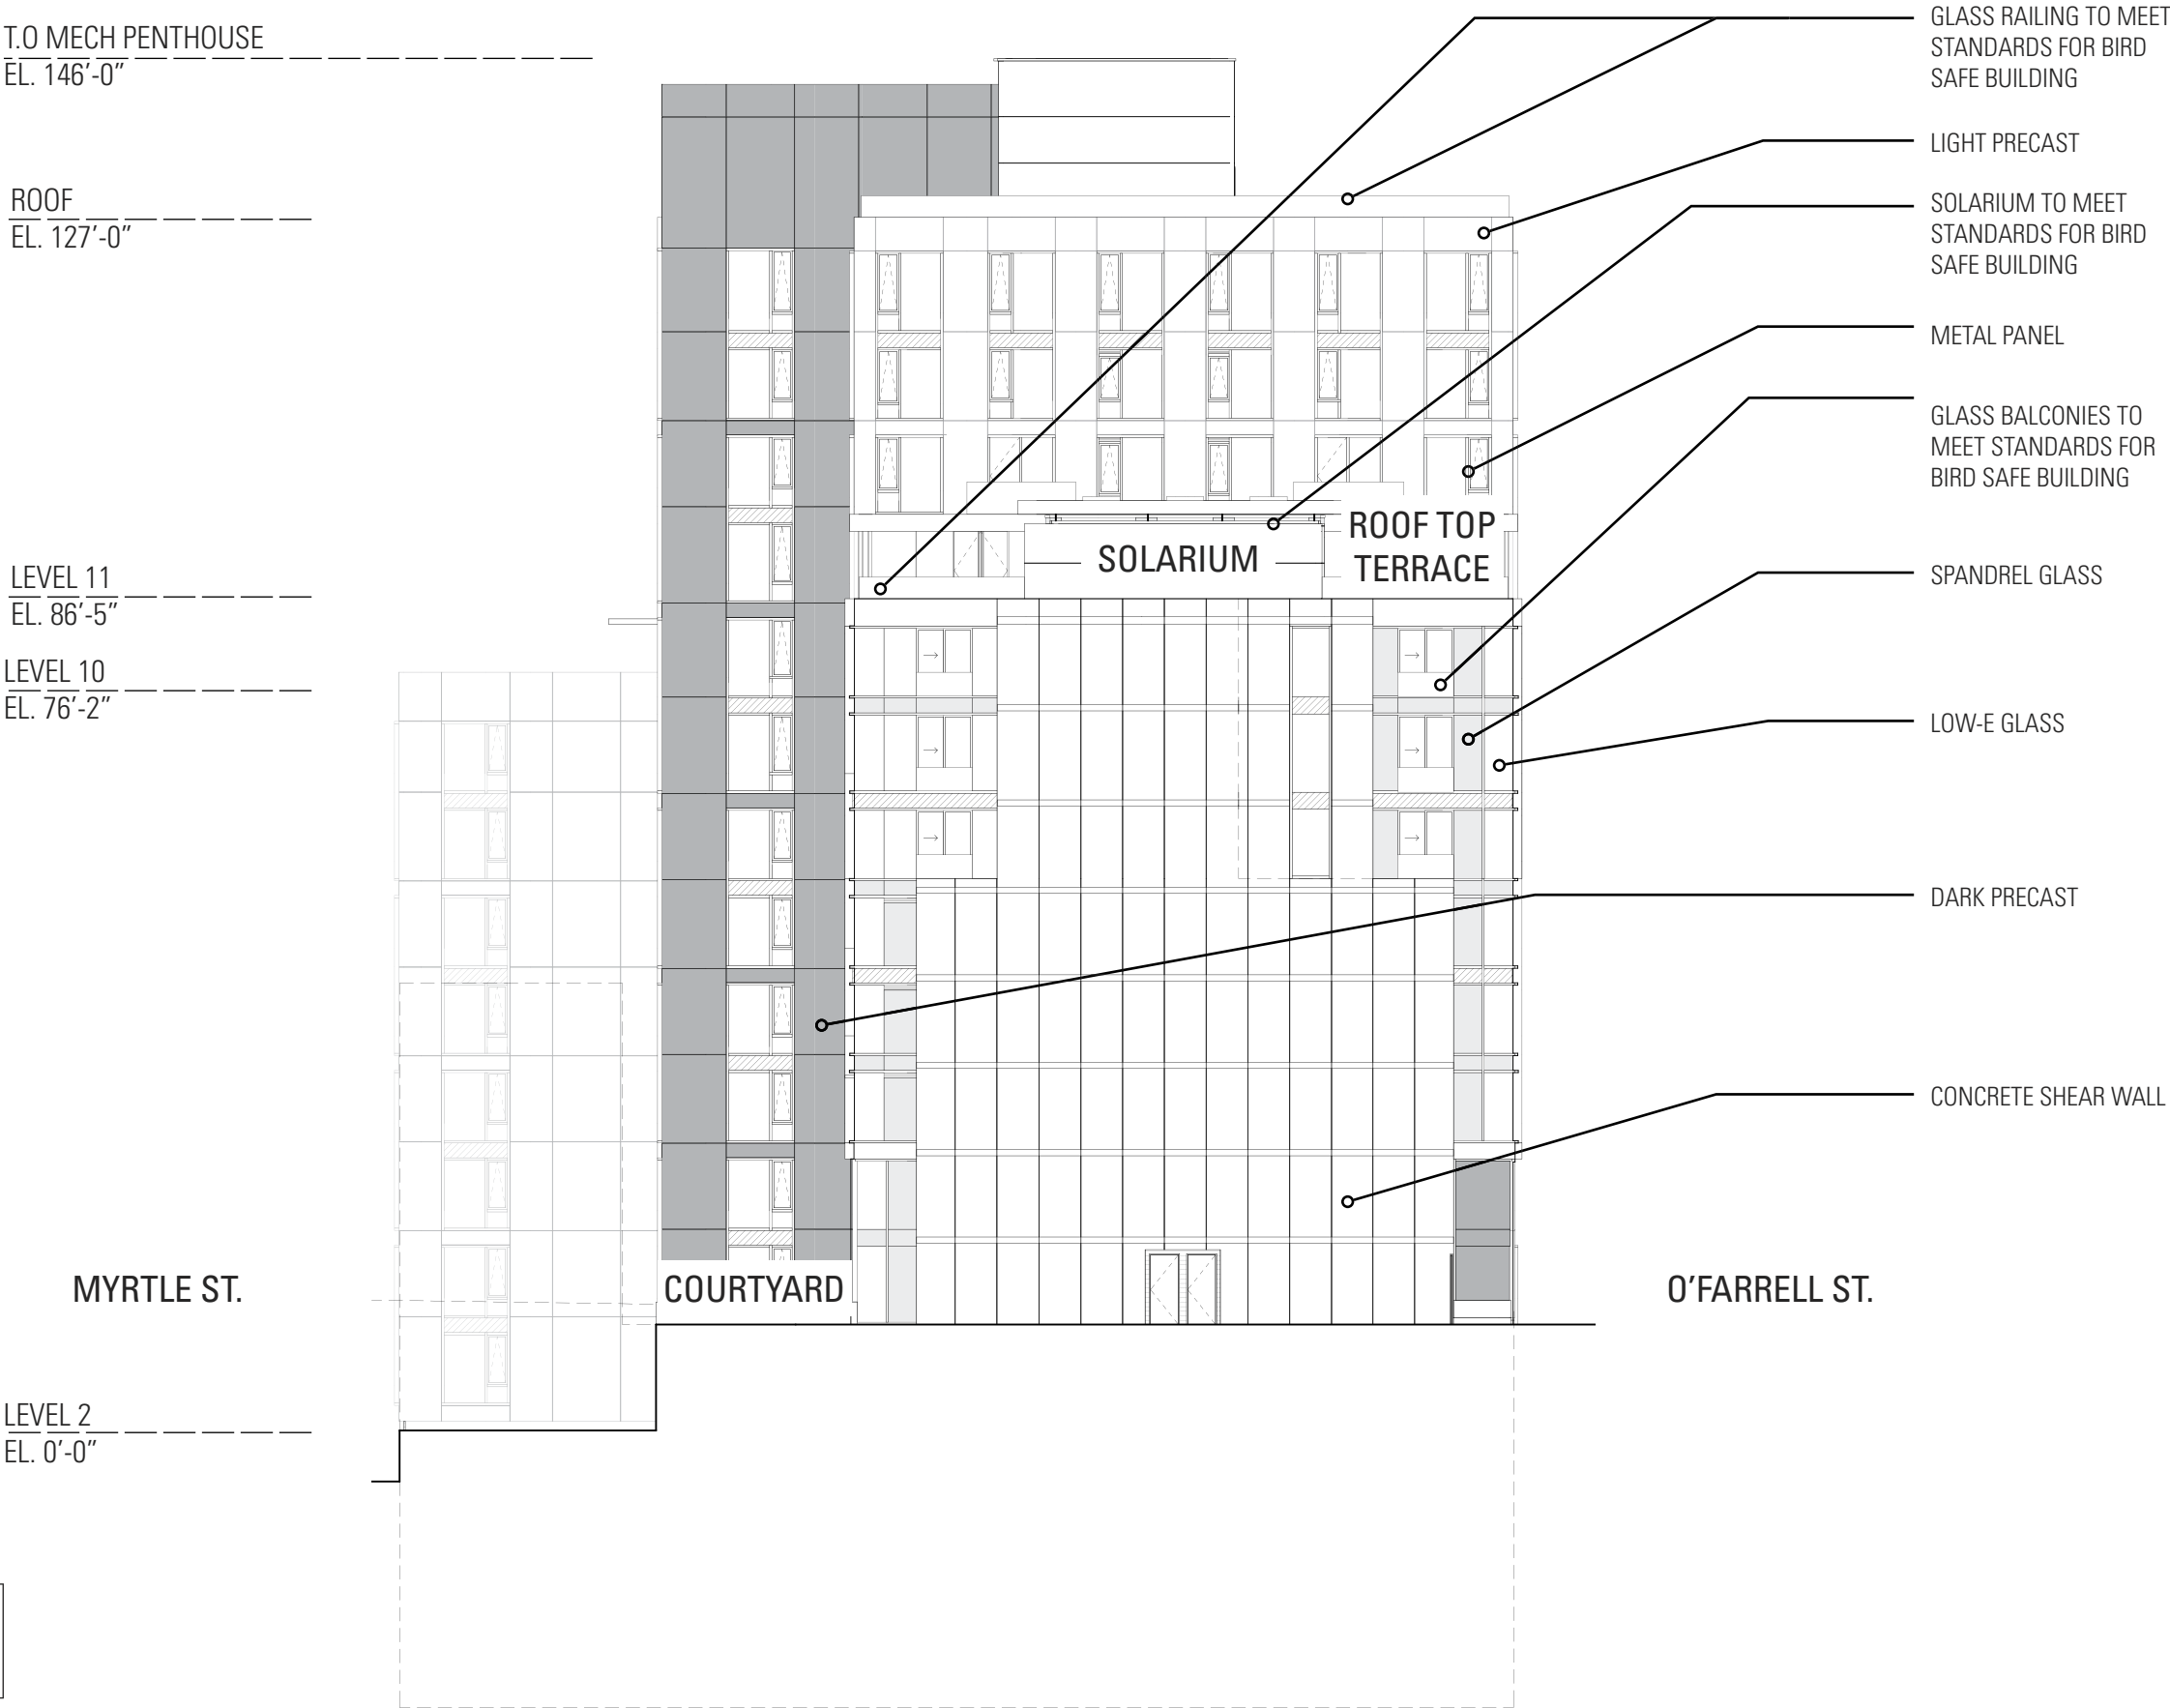 T.O MECH PENTHOUSE
EL. 146’-0”
ROOF
EL. 127’-0”
LEVEL 11
EL. 86’-5”
LEVEL 10
EL. 76’-2”
LEVEL 2
EL. 0’-0”
MYRTLE ST.
COURTYARD
SOLARIUM
ROOF TOP
TERRACE
O’FARRELL ST.
GLASS RAILING TO MEET
STANDARDS FOR BIRD
SAFE BUILDING
LIGHT PRECAST
SOLARIUM TO MEET
STANDARDS FOR BIRD
SAFE BUILDING
METAL PANEL
GLASS BALCONIES TO
MEET STANDARDS FOR
BIRD SAFE BUILDING
SPANDREL GLASS
LOW-E GLASS
DARK PRECAST
CONCRETE SHEAR WALL